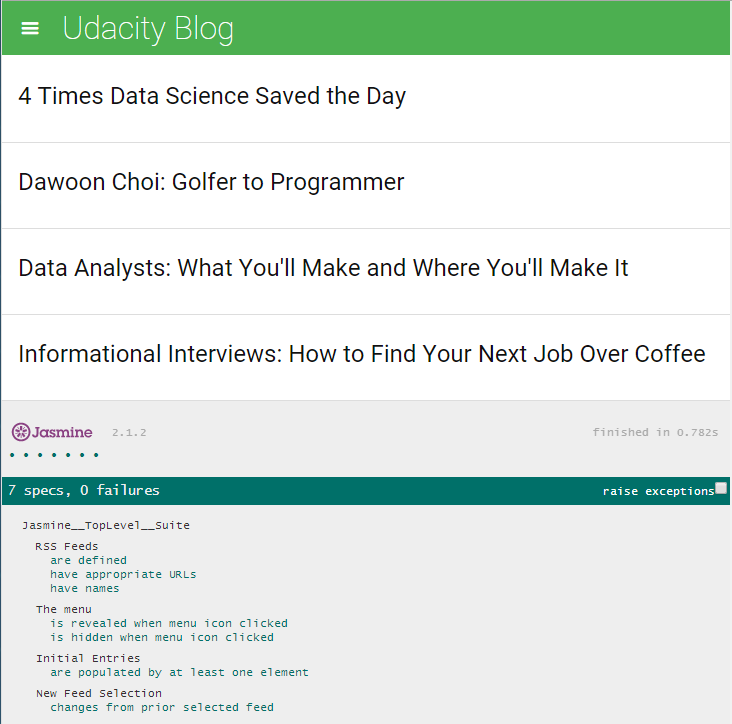 Udacity Blog
4 Times Data Science Saved the Day
Dawoon Choi: Golfer to Programmer
Data Analysts: What You'll Make and Where You'll Make It
Informational Interviews: How to Find Your Next Job Over Coffee
Jasmine 2.1.2 finished in 0.782s
7 specs, 0 failures raise exceptions
Jasmine__TopLevel__Suite
RSS Feeds
are defined
have appropriate URLs
have names
The menu
is revealed when menu icon clicked
is hidden when menu icon clicked
Initial Entries
are populated by at least one element
New Feed Selection
changes from prior selected feed